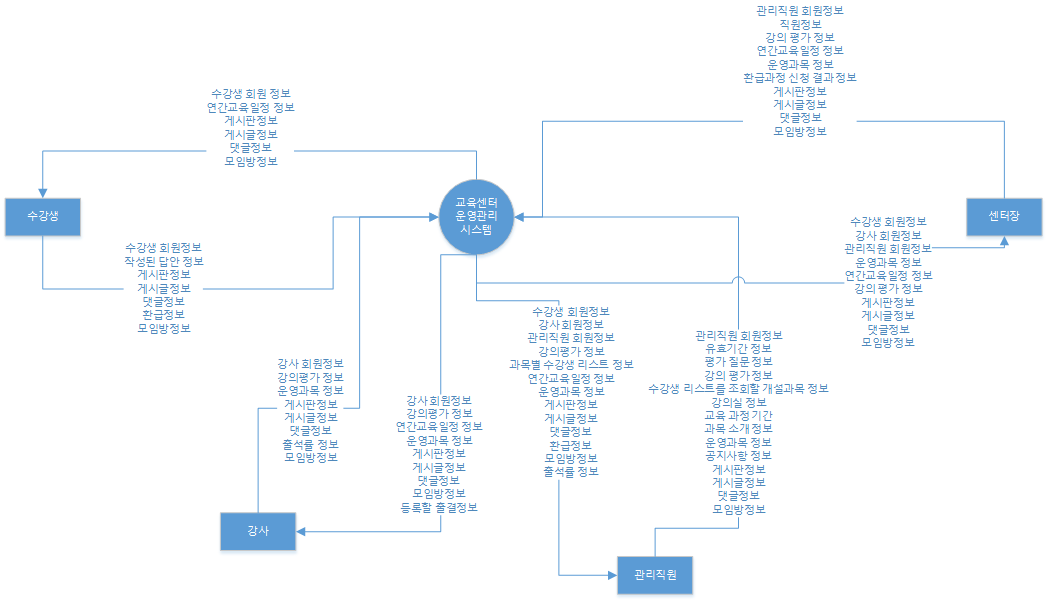 관리직원 회원정보
직원정보
강의 평가 정보
연간교육일정 정보
운영과목 정보
환급과정 신청 결과 정보
게시판정보
게시글정보
댓글정보
모임방정보
수강생 회원 정보
연간교육일정 정보
게시판정보
게시글정보
댓글정보
모임방정보
수강생
교육센터
운영관리
시스템
센터장
수강생 회원정보
작성된 답안 정보
게시판정보
게시글정보
댓글정보
환급정보
모임방정보
수강생 회원정보
강사 회원정보
관리직원 회원정보
운영과목 정보
연간교육일정 정보
강의 평가 정보
게시판정보
게시글정보
댓글정보
모임방정보
강사 회원정보
강의평가 정보
운영과목 정보
게시판정보
게시글정보
댓글정보
출석률 정보
모임방정보
강사 회원정보
강의평가 정보
연간교육일정 정보
운영과목 정보
게시판정보
게시글정보
댓글정보
모임방정보
등록할 출결정보
수강생 회원정보
강사 회원정보
관리직원 회원정보
강의평가 정보
과목별 수강생 리스트 정보
연간교육일정 정보
운영과목 정보
게시판정보
게시글정보
댓글정보
환급정보
모임방정보
출석률 정보
관리직원 회원정보
유효기간 정보
평가 질문정보
강의 평가정보
수강생 리스트를 조회할 개설과목 정보
강의실 정보
교육 과정기간
과목 소개 정보
운영과목 정보
공지사항 정보
게시판정보
게시글정보
댓글정보
모임방정보
강사
관리직원